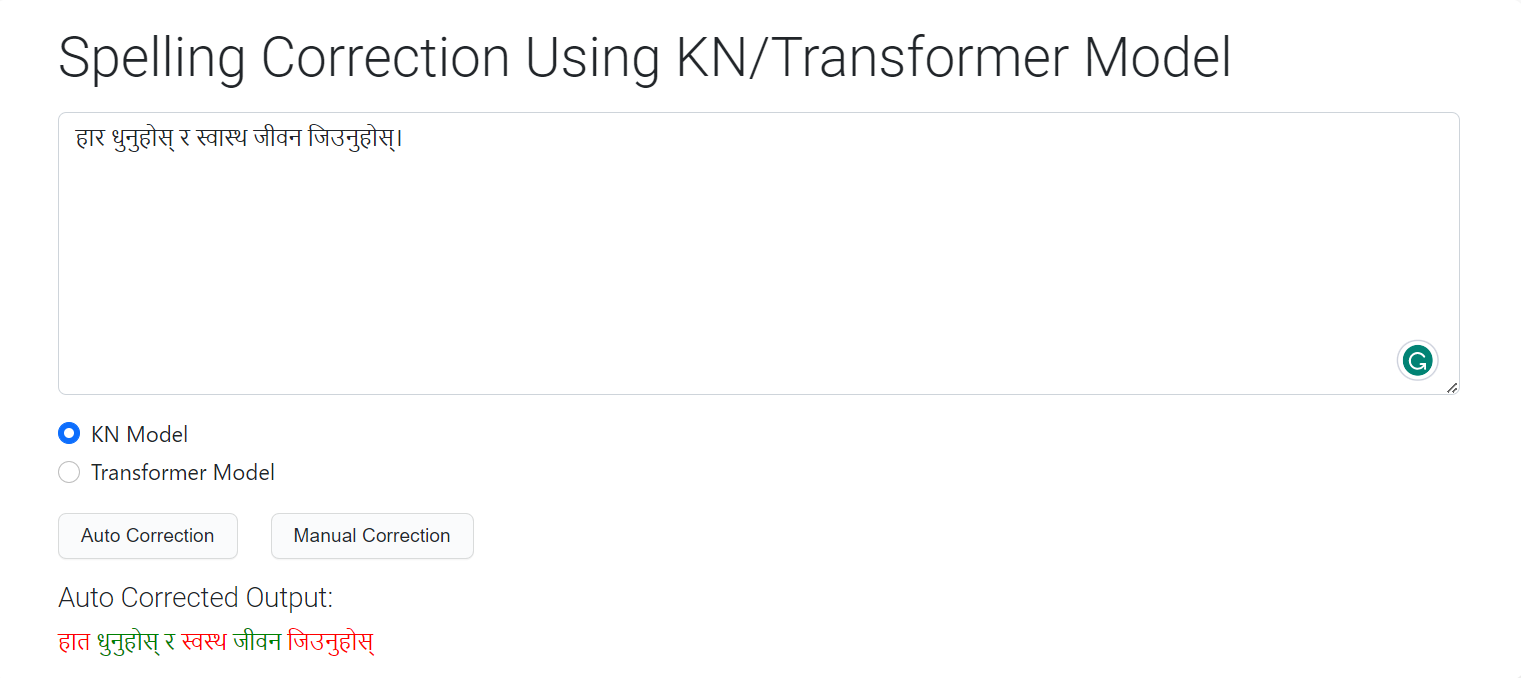 Spelling Correction Using KN/Transformer Model
हार धुनुहोस् र स्वास्थ जीवन जिउनुहोस्।
KN Model
Transformer Model
Auto Correction Manual Correction
Auto Corrected Output:
हात धुनुहोस् र स्वस्थ जीवन जिउनुहोस्